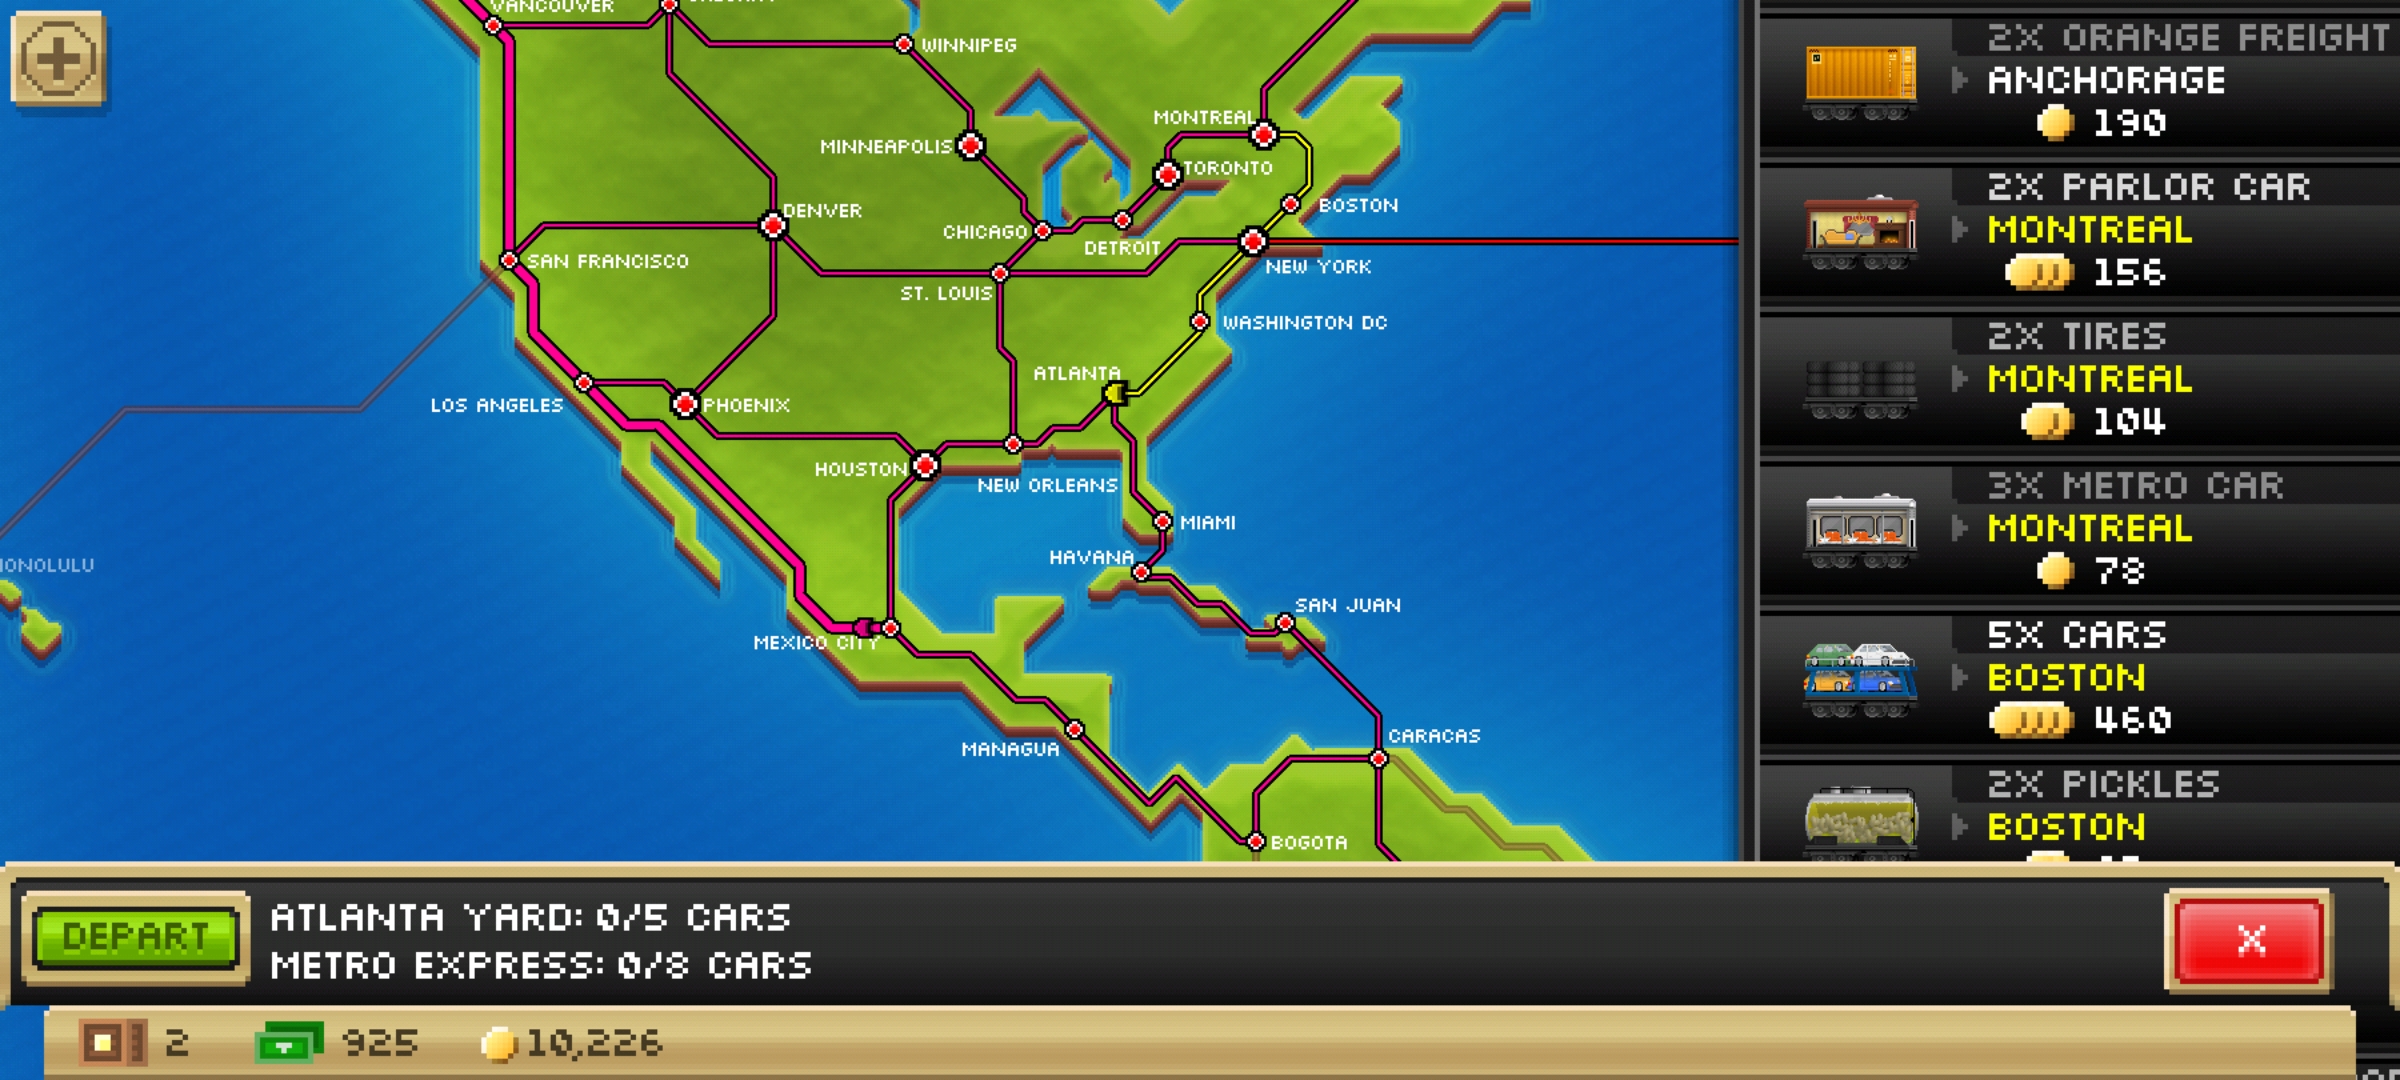 VANCOUVER
WINNIPEG
MINNEAPOLIS
MONTREAL
TORONTO
DENVER
BOSTON
CHICAGO
DETROIT
SAN FRANCISCO
NEW YORK
ST. LOUIS
WASHINGTON DC
ATLANTA
LOS ANGELES
PHOENIX
HOUSTON
NEW ORLEANS
MIAMI
HAVANA
ONOLULU
SAN JUAN
MEXICO CITY
MANAGUA
CARACAS
BOGOTA
2X ORANGE FREIGHT
ANCHORAGE
190
2X PARLOR CAR
MONTREAL
156
2X TIRES
MONTREAL
104
3X METRO CAR
MONTREAL
78
5X CARS
BOSTON
460
2X PICKLES
BOSTON
DEPART
ATLANTA YARD: 0/5 CARS
METRO EXPRESS: 0/8 CARS
X
2
925
10,226